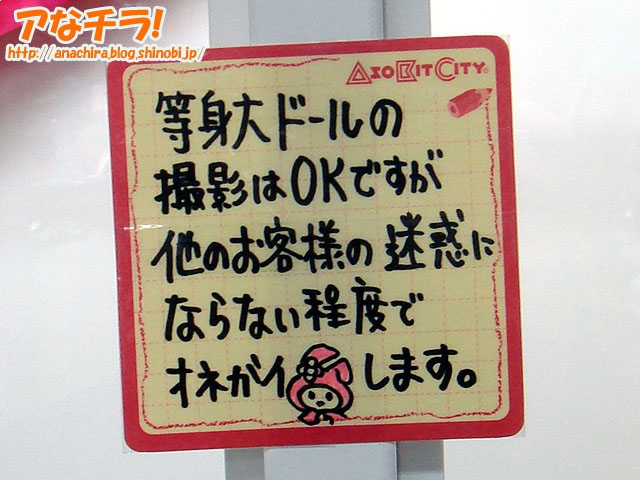 アなチラ!
http://anachira.blog.shinobi.jp/
ASOBITCITY
等身大ドールの
撮影はOKですが
他のお客様の迷惑に
ならない程度で
オネガイします。